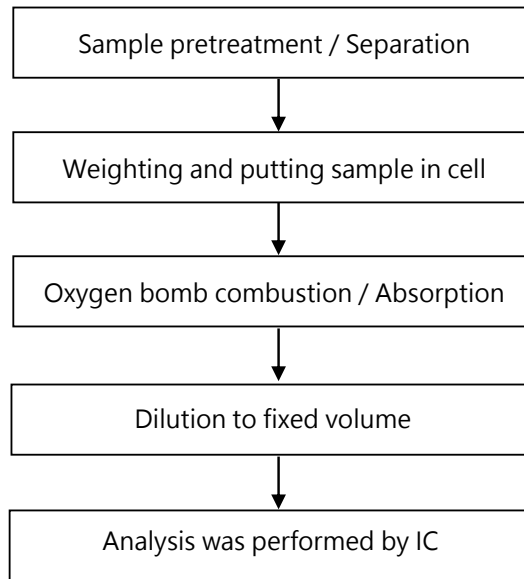 Sample pretreatment / Separation
Weighting and putting sample in cell
Oxygen bomb combustion / Absorption
Dilution to fixed volume
Analysis was performed by IC